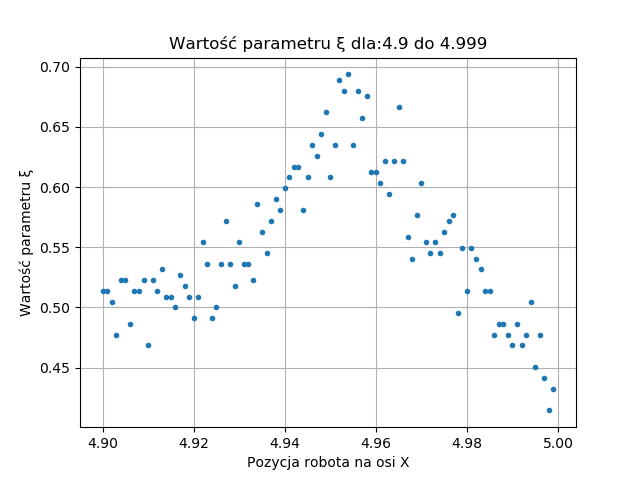 Wartość parametru ξ dla:4.9 do 4.999
0.70
0.65
0.60
0.55
0.50
0.45
Wartość parametru ξ
4.90 4.92 4.94 4.96 4.98 5.00
Pozycja robota na osi X